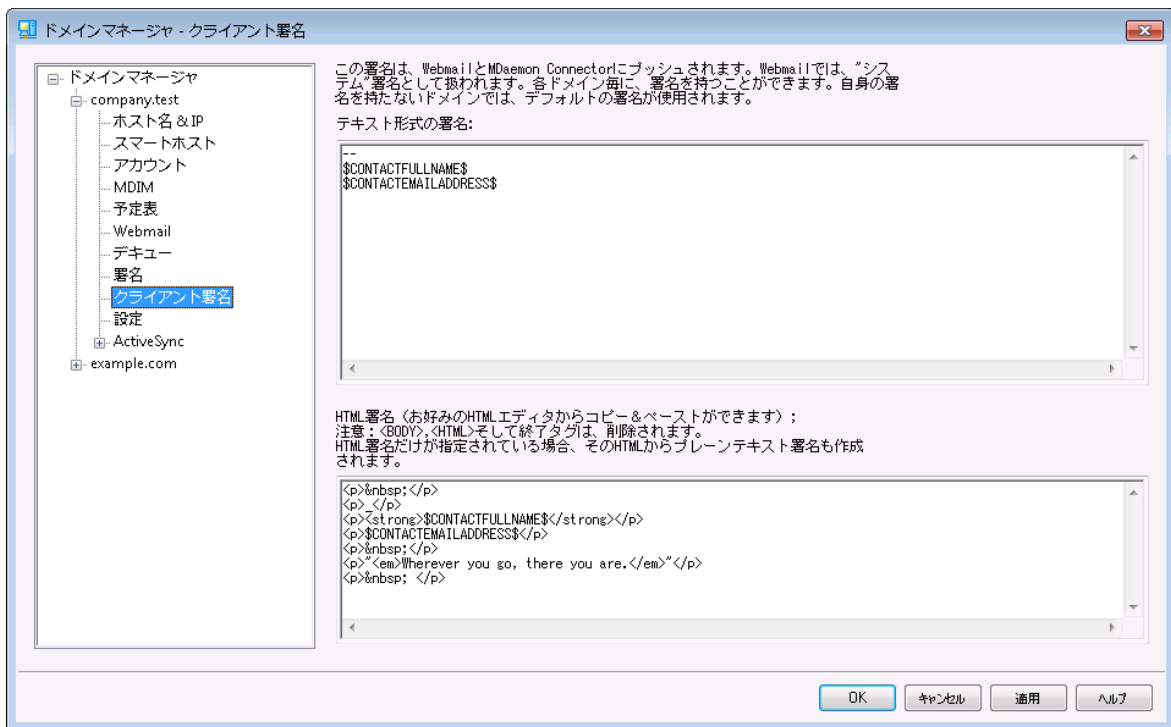 ドメインマネージャ - クライアント署名
ドメインマネージャ
company.test
ホスト名 & IP
スマートホスト
アカウント
MDIM
予定表
Webmail
デキュー
署名
クライアント署名
設定
ActiveSync
example.com
この署名は、WebmailとMDaemon Connectorにプッシュされます。Webmailでは、"シス
テム"署名として扱われます。各ドメイン毎に、署名を持つことができます。自身の署
名を持たないドメインでは、デフォルトの署名が使用されます。
テキスト形式の署名:
--
$CONTACTFULLNAME$
$CONTACTEMAILADDRESS$
HTML署名（お好みのHTMLエディタからコピー＆ペーストができます）;
注意：<BODY>,<HTML>そして終了タグは、削除されます。
HTML署名だけが指定されている場合、そのHTMLからプレーンテキスト署名も作成
されます。
<p>&nbsp;</p>
<p>_</p>
<p><strong>$CONTACTFULLNAME$</strong></p>
<p>$CONTACTEMAILADDRESS$</p>
<p>&nbsp;</p>
<p>"<em>Wherever you go, there you are.</em>"</p>
<p>&nbsp; </p>
OK
キャンセル
適用
ヘルプ